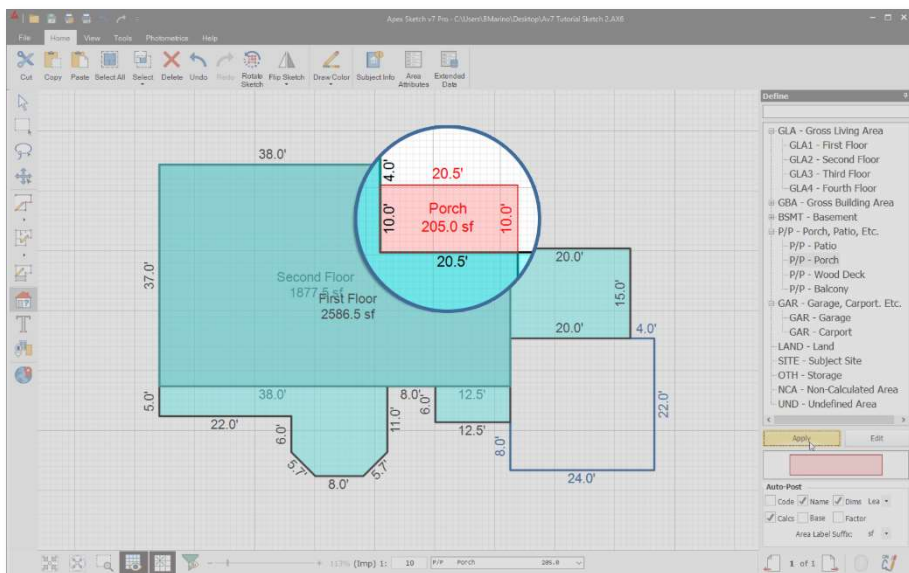 Apex Sketch v7 Pro - C:\Users\BMarino\Desktop\Av7 Tutorial Sketch 2.AX6
File Home View Tools Photometrics Help
Cut Copy Paste Select All Select Delete Undo Redo Rotate Sketch Flip Sketch Draw Color Subject Info Area Attributes Extended Data
38.0'
4.0'
20.5'
10.0'
Porch
205.0 sf
10.0'
20.5'
37.0'
Second Floor
1877.5 sf
First Floor
2586.5 sf
20.0'
15.0'
20.0'
4.0'
5.0'
38.0'
8.0'
12.5'
22.0'
6.0'
11.0'
6.0'
12.5'
22.0'
8.0'
5.7'
5.7'
8.0'
24.0'
Define
GLA - Gross Living Area
GLA1 - First Floor
GLA2 - Second Floor
GLA3 - Third Floor
GLA4 - Fourth Floor
GBA - Gross Building Area
BSMT - Basement
P/P - Porch, Patio, Etc.
P/P - Patio
P/P - Porch
P/P - Wood Deck
P/P - Balcony
GAR - Garage, Carport. Etc.
GAR - Garage
GAR - Carport
LAND - Land
SITE - Subject Site
OTH - Storage
NCA - Non-Calculated Area
UND - Undefined Area
Apply Edit
Auto-Post
Code Name Dims Lea
Calcs Base Factor
Area Label Suffix: sf
113% (Imp) 1: 10 P/P Porch 205.0
1 of 1